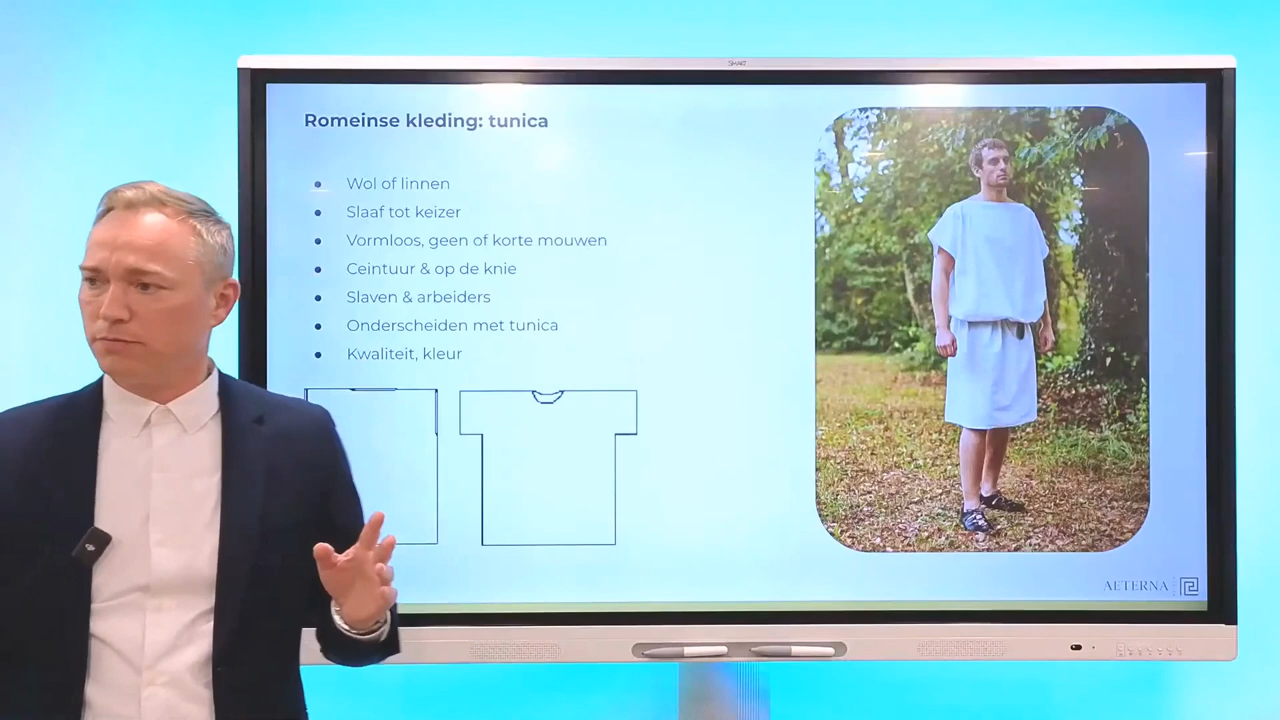 SMART
Romeinse kleding: tunica
Wol of linnen
Slaaf tot keizer
Vormloos, geen of korte mouwen
Ceintuur & op de knie
Slaven & arbeiders
Onderscheiden met tunica
Kwaliteit, kleur
AETERNA